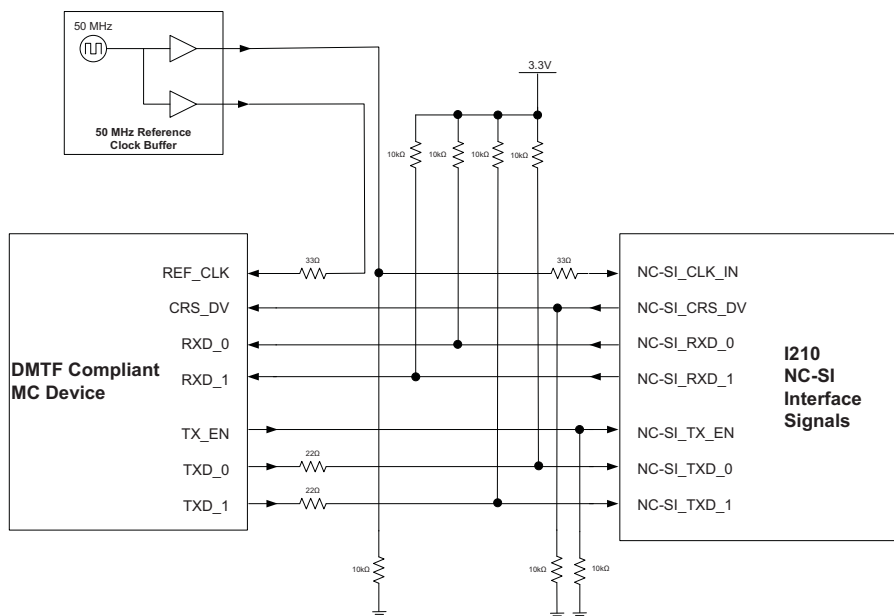 50 MHz
50 MHz Reference
Clock Buffer
3.3V
10kΩ
10kΩ
10kΩ
10kΩ
REF_CLK
33Ω
33Ω
NC-SI_CLK_IN
CRS_DV
NC-SI_CRS_DV
RXD_0
NC-SI_RXD_0
RXD_1
NC-SI_RXD_1
DMTF Compliant
MC Device
I210
NC-SI
Interface
Signals
TX_EN
NC-SI_TX_EN
TXD_0
22Ω
NC-SI_TXD_0
TXD_1
22Ω
NC-SI_TXD_1
10kΩ
10kΩ
10kΩ